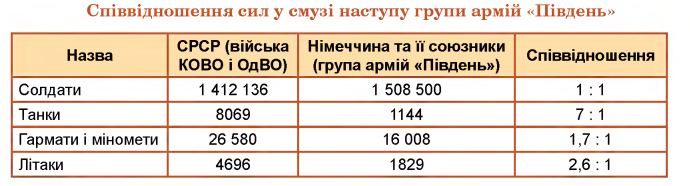 Співвідношення сил у смузі наступу групи армій «Південь»
Назва СРСР (війська КОВО і ОдВО) Німеччина та її союзники (група армій «Південь») Співвідношення
Солдати 1 412 136 1 508 500 1 : 1
Танки 8069 1144 7 : 1
Гармати і міномети 26 580 16 008 1,7 : 1
Літаки 4696 1829 2,6 : 1